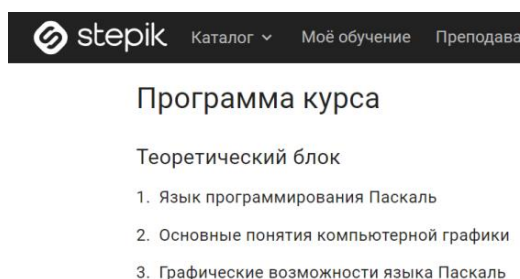 stepik Каталог Моё обучение
Программа курса
Теоретический блок
1. Язык программирования Паскаль
2. Основные понятия компьютерной графики
3. Графические возможности языка Паскаль